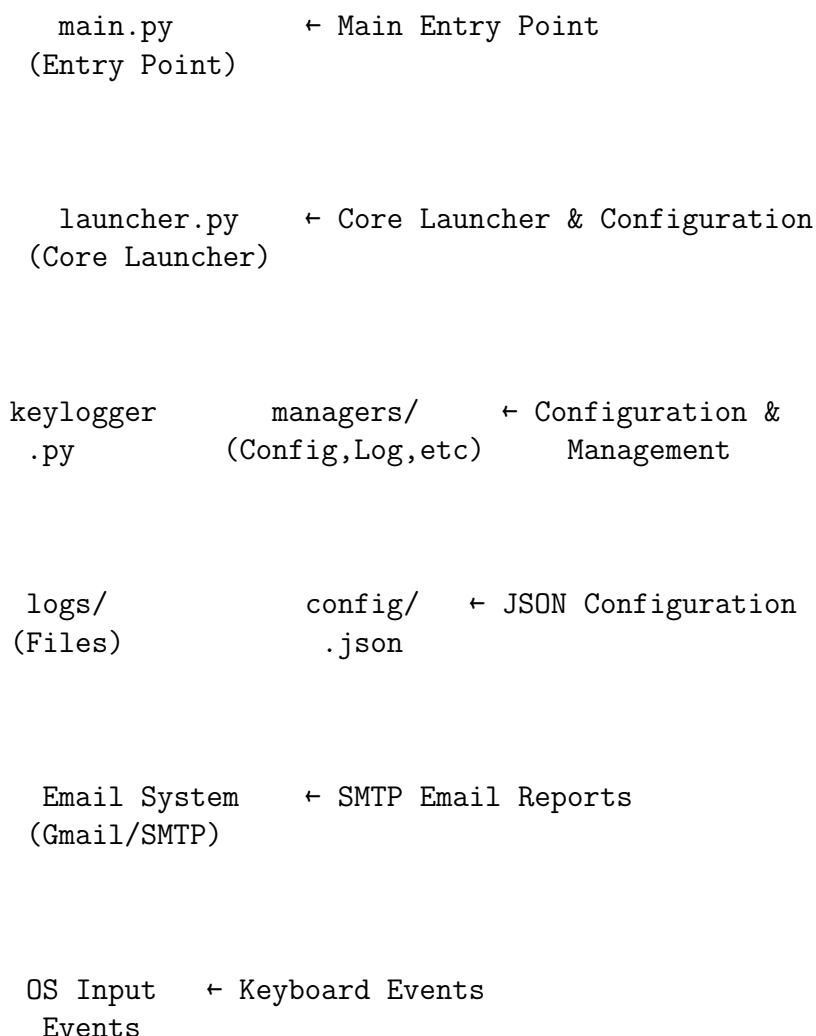 main.py ← Main Entry Point
(Entry Point)
launcher.py ← Core Launcher & Configuration
(Core Launcher)
keylogger managers/ ← Configuration &
.py (Config,Log,etc) Management
logs/ config/ ← JSON Configuration
(Files) .json
Email System ← SMTP Email Reports
(Gmail/SMTP)
OS Input ← Keyboard Events
Events